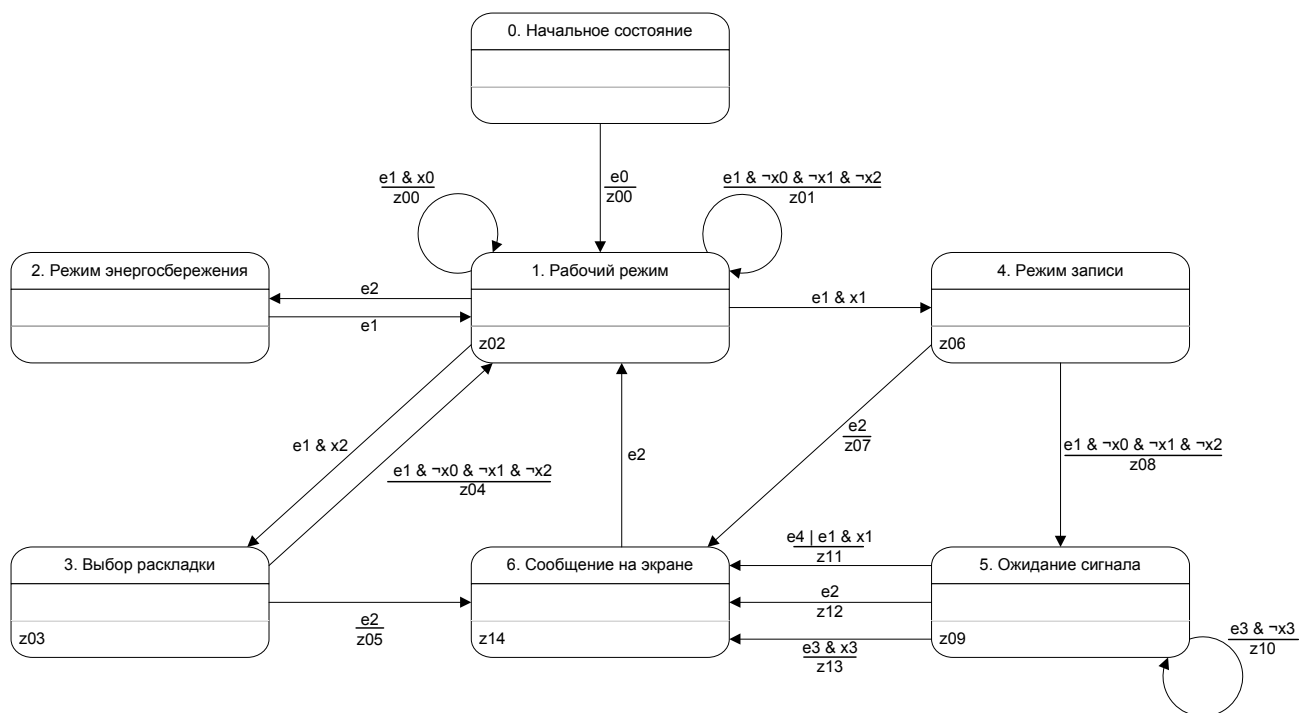 0. Начальное состояние
e1 & x0
z00
e0
z00
e1 & ¬x0 & ¬x1 & ¬x2
z01
2. Режим энергосбережения
1. Рабочий режим
4. Режим записи
e2
e1
e1 & x1
z02
z06
e1 & x2
e1 & ¬x0 & ¬x1 & ¬x2
z04
e2
e2
z07
e1 & ¬x0 & ¬x1 & ¬x2
z08
3. Выбор раскладки
6. Сообщение на экране
5. Ожидание сигнала
e4 | e1 & x1
z11
e2
z12
e2
z05
e3 & x3
z13
z03
z14
z09
e3 & ¬x3
z10